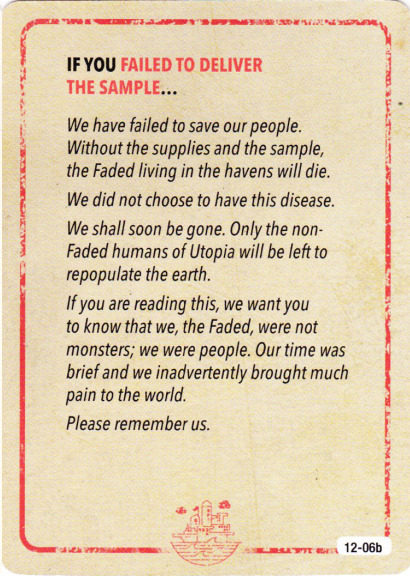 IF YOU FAILED TO DELIVER
THE SAMPLE...
We have failed to save our people.
Without the supplies and the sample,
the Faded living in the havens will die.
We did not choose to have this disease.
We shall soon be gone. Only the non-
Faded humans of Utopia will be left to
repopulate the earth.
If you are reading this, we want you
to know that we, the Faded, were not
monsters; we were people. Our time was
brief and we inadvertently brought much
pain to the world.
Please remember us.
12-06b